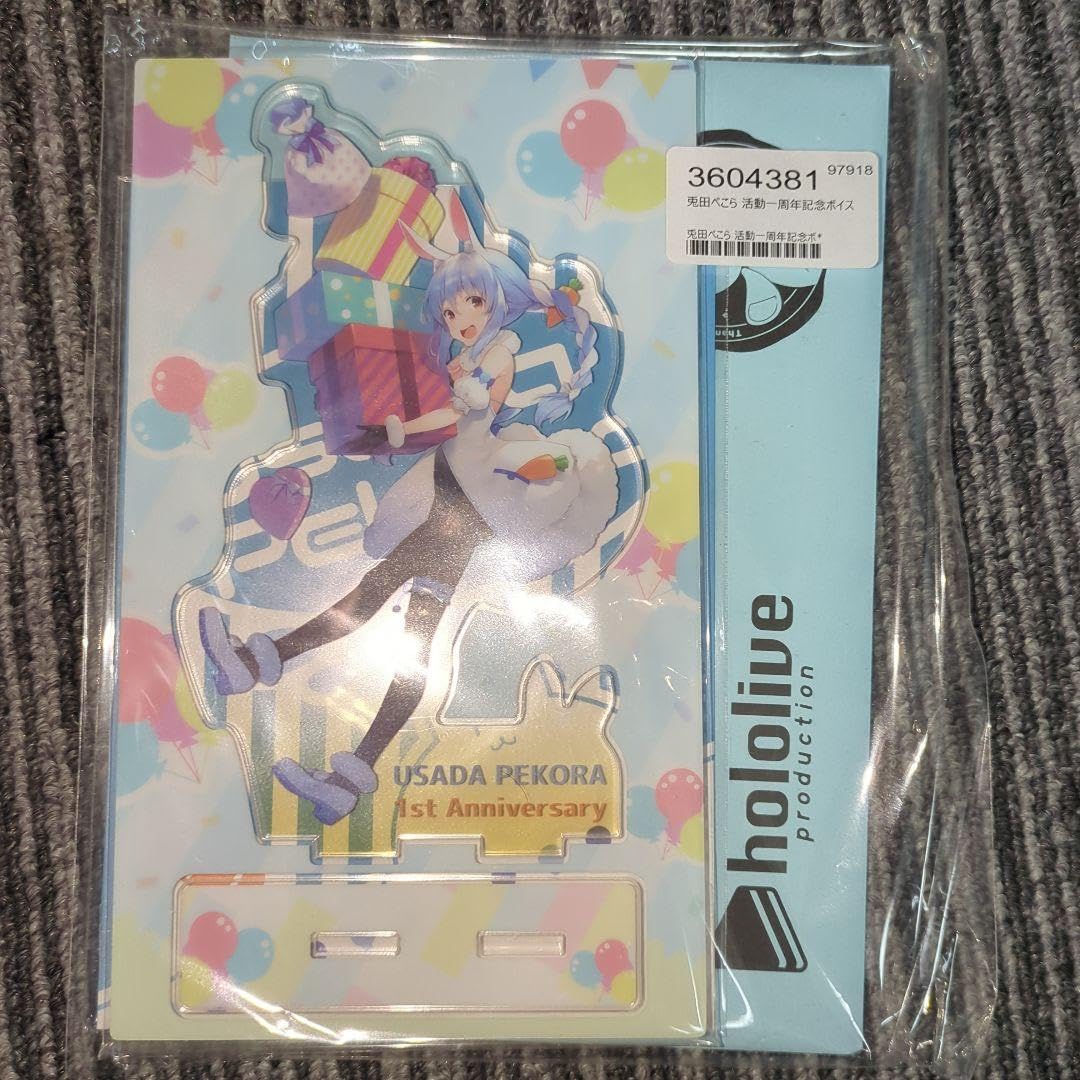 3604381
97918
兎田ぺこら 活動一周年記念ボイス
兎田ぺこら 活動一周年記念ボ*
USADA PEKORA
1st Anniversary
hololive
production